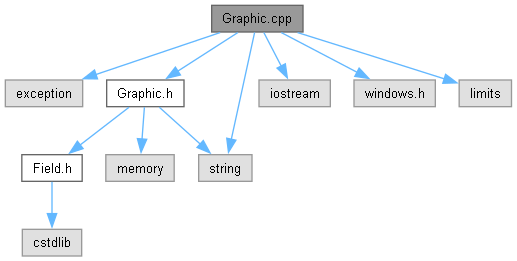 Graphic.cpp
exception
Graphic.h
iostream
windows.h
limits
Field.h
memory
string
cstdlib